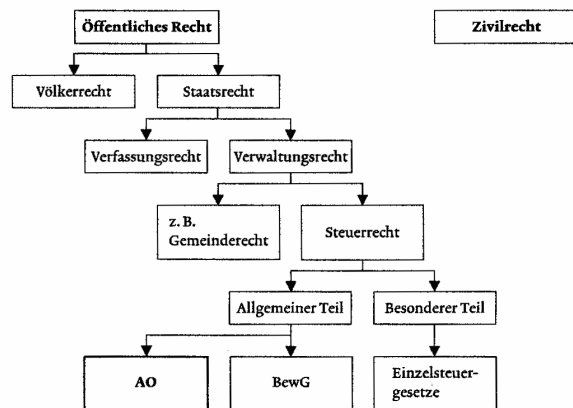 Öffentliches Recht
Zivilrecht
Völkerrecht
Staatsrecht
Verfassungsrecht
Verwaltungsrecht
z. B.
Gemeinderecht
Steuerrecht
Allgemeiner Teil
Besonderer Teil
AO
BewG
Einzelsteuer-
gesetze